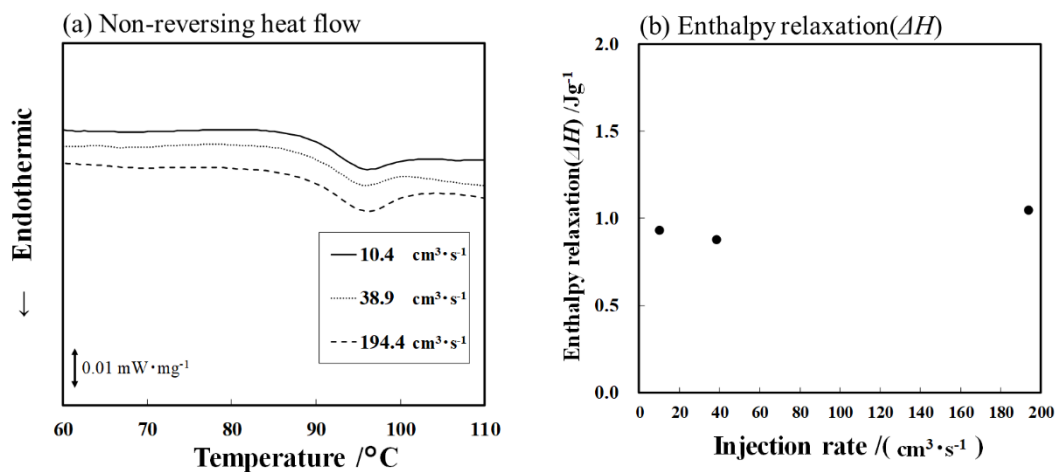 (a) Non-reversing heat flow
← Endothermic
10.4 cm³・s⁻¹
38.9 cm³・s⁻¹
194.4 cm³・s⁻¹
0.01 mW・mg⁻¹
60 70 80 90 100 110
Temperature /°C
(b) Enthalpy relaxation(ΔH)
Enthalpy relaxation(ΔH) /Jg⁻¹
2.0
1.5
1.0
0.5
0.0
0 20 40 60 80 100 120 140 160 180 200
Injection rate /( cm³・s⁻¹)